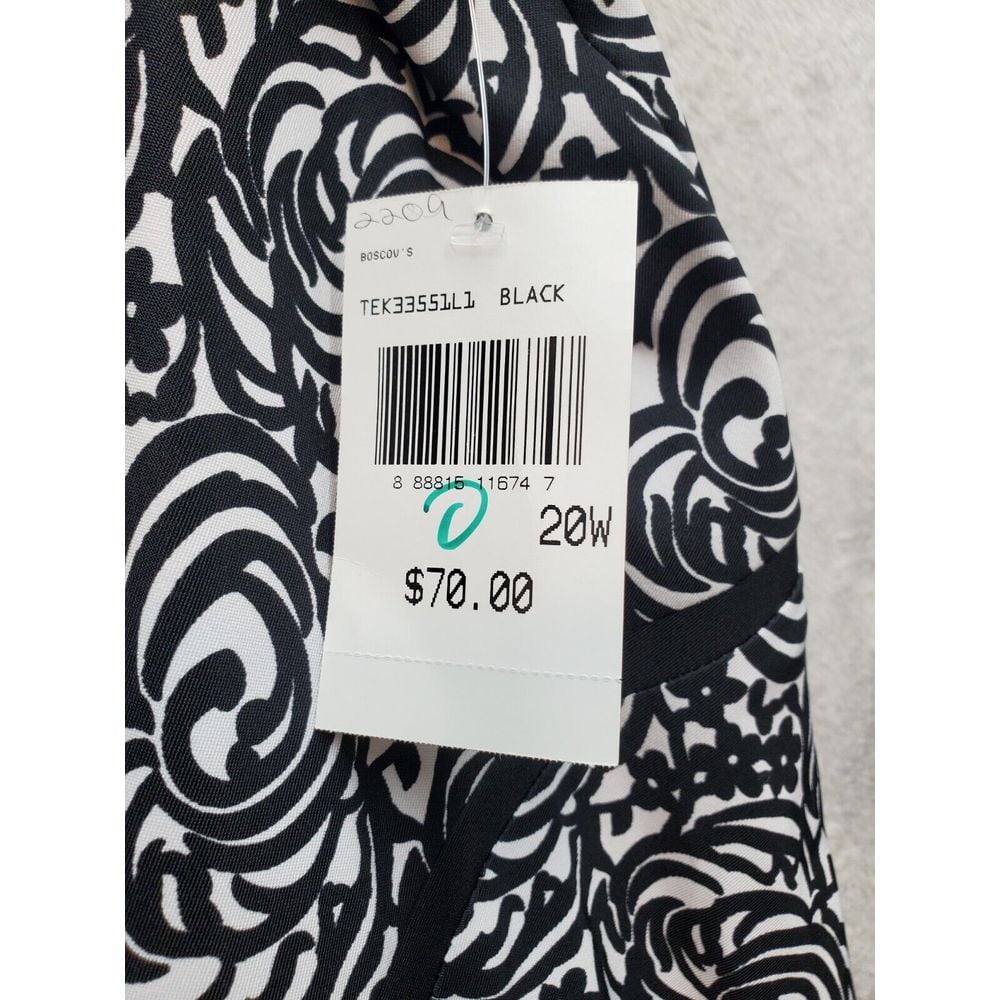 2209
BOSCOV'S
TEK33551L1 BLACK
8 88815 11674 7
20W
$70.00